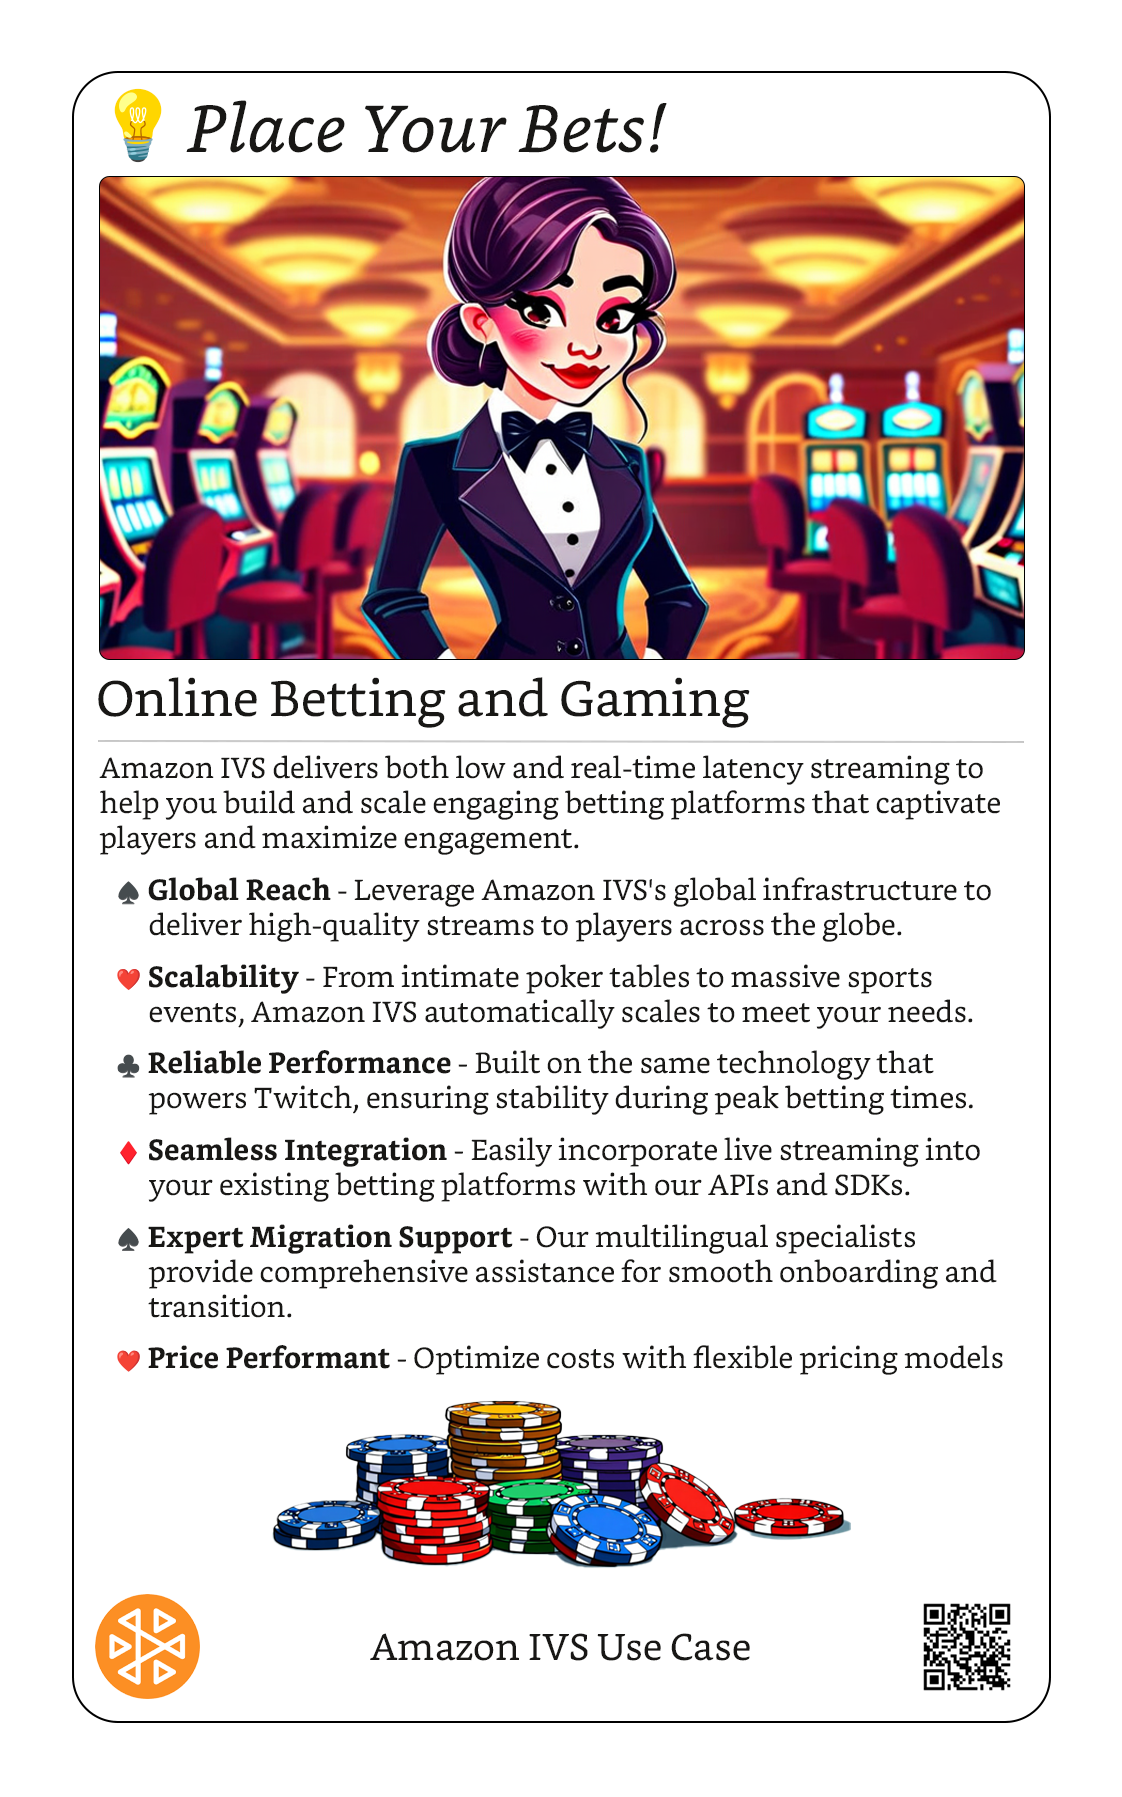 Place Your Bets!
Online Betting and Gaming
Amazon IVS delivers both low and real-time latency streaming to
help you build and scale engaging betting platforms that captivate
players and maximize engagement.
♠ Global Reach - Leverage Amazon IVS's global infrastructure to
deliver high-quality streams to players across the globe.
♥ Scalability - From intimate poker tables to massive sports
events, Amazon IVS automatically scales to meet your needs.
♣ Reliable Performance - Built on the same technology that
powers Twitch, ensuring stability during peak betting times.
♦ Seamless Integration - Easily incorporate live streaming into
your existing betting platforms with our APIs and SDKs.
♠ Expert Migration Support - Our multilingual specialists
provide comprehensive assistance for smooth onboarding and
transition.
♥ Price Performant - Optimize costs with flexible pricing models
Amazon IVS Use Case